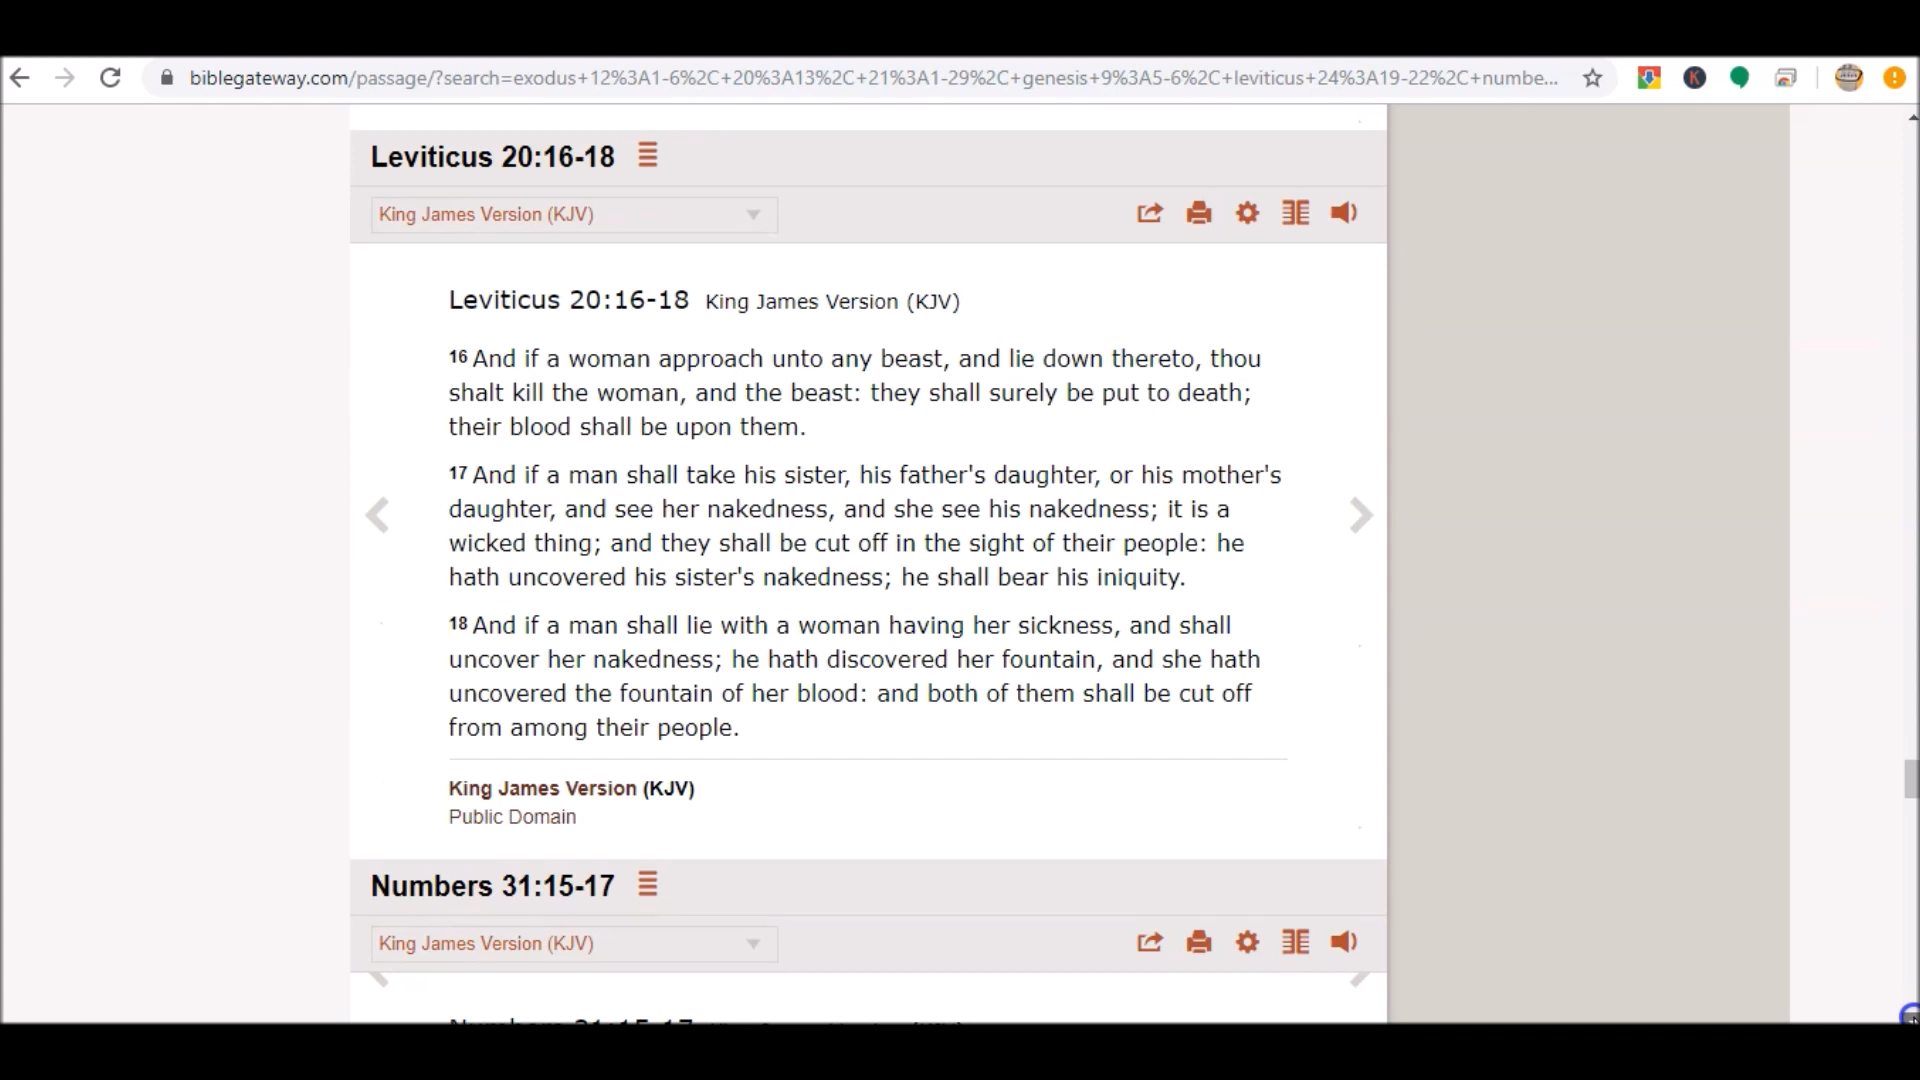 biblegateway.com/passage/?search=exodus+12%3A1-6%2C+20%3A13%2C+21%3A1-29%2C+genesis+9%3A5-6%2C+leviticus+24%3A19-22%2C+numbe...
Leviticus 20:16-18
King James Version (KJV)
Leviticus 20:16-18 King James Version (KJV)
16 And if a woman approach unto any beast, and lie down thereto, thou
shalt kill the woman, and the beast: they shall surely be put to death;
their blood shall be upon them.
17 And if a man shall take his sister, his father's daughter, or his mother's
daughter, and see her nakedness, and she see his nakedness; it is a
wicked thing; and they shall be cut off in the sight of their people: he
hath uncovered his sister's nakedness; he shall bear his iniquity.
18 And if a man shall lie with a woman having her sickness, and shall
uncover her nakedness; he hath discovered her fountain, and she hath
uncovered the fountain of her blood: and both of them shall be cut off
from among their people.
King James Version (KJV)
Public Domain
Numbers 31:15-17
King James Version (KJV)